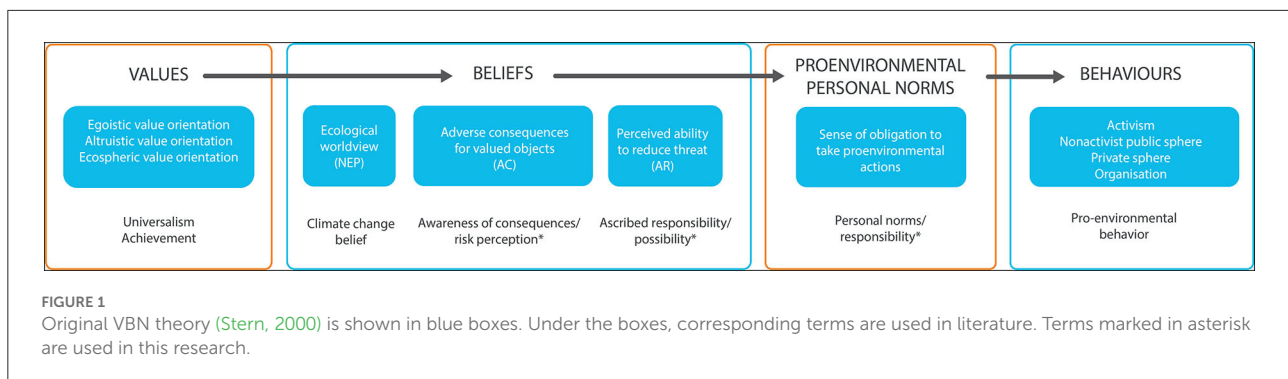 VALUES
BELIEFS
PROENVIRONMENTAL
PERSONAL NORMS
BEHAVIOURS
Egoistic value orientation
Altruistic value orientation
Ecospheric value orientation
Ecological
worldview
(NEP)
Adverse consequences
for valued objects
(AC)
Perceived ability
to reduce threat
(AR)
Sense of obligation to
take proenvironmental
actions
Activism
Nonactivist public sphere
Private sphere
Organisation
Universalism
Achievement
Climate change
belief
Awareness of consequences/
risk perception*
Ascribed responsibility/
possibility*
Personal norms/
responsibility*
Pro-environmental
behavior
FIGURE 1
Original VBN theory (Stern, 2000) is shown in blue boxes. Under the boxes, corresponding terms are used in literature. Terms marked in asterisk
are used in this research.